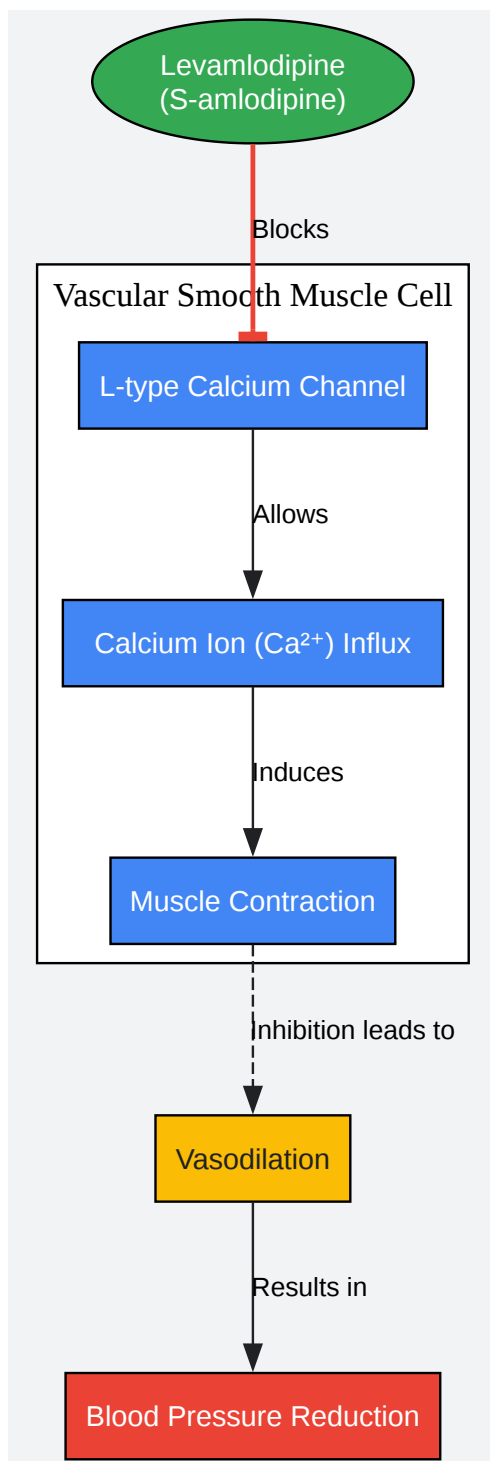 Levamlodipine
(S-amlodipine)
Blocks
Vascular Smooth Muscle Cell
L-type Calcium Channel
Allows
Calcium Ion (Ca²⁺) Influx
Induces
Muscle Contraction
Inhibition leads to
Vasodilation
Results in
Blood Pressure Reduction